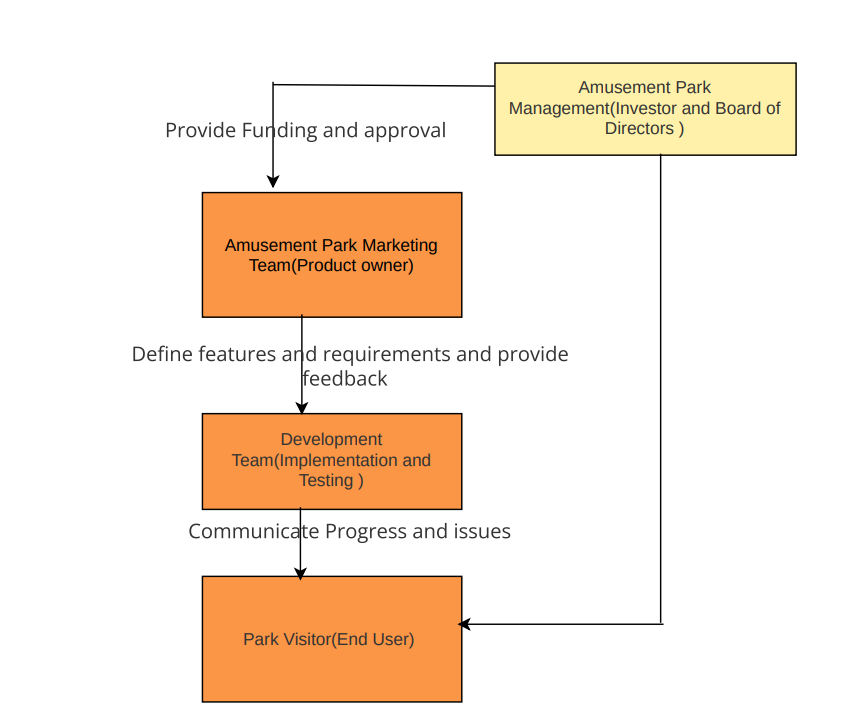 Amusement Park
Management(Investor and Board of
Directors )
Provide Funding and approval
Amusement Park Marketing
Team(Product owner)
Define features and requirements and provide
feedback
Development
Team(Implementation and
Testing )
Communicate Progress and issues
Park Visitor(End User)